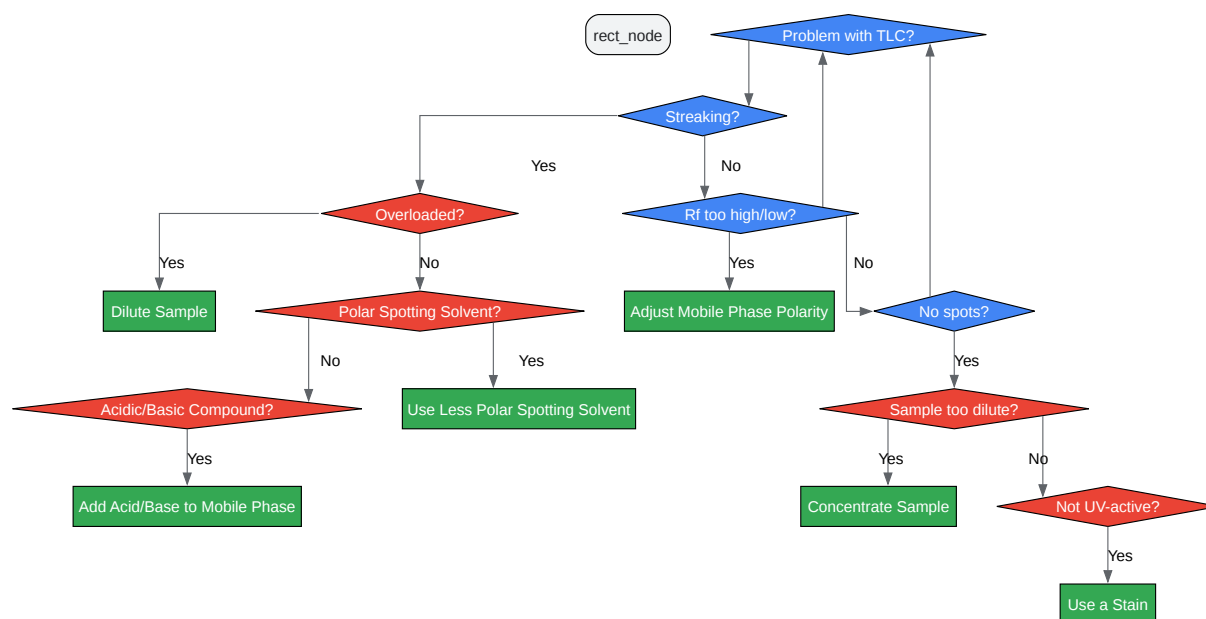 rect_node
Problem with TLC?
Streaking?
Yes
No
Overloaded?
Rf too high/low?
Yes
No
Yes
No
Dilute Sample
Polar Spotting Solvent?
Adjust Mobile Phase Polarity
No spots?
No
Yes
Yes
Acidic/Basic Compound?
Use Less Polar Spotting Solvent
Sample too dilute?
Yes
Yes
No
Add Acid/Base to Mobile Phase
Concentrate Sample
Not UV-active?
Yes
Use a Stain